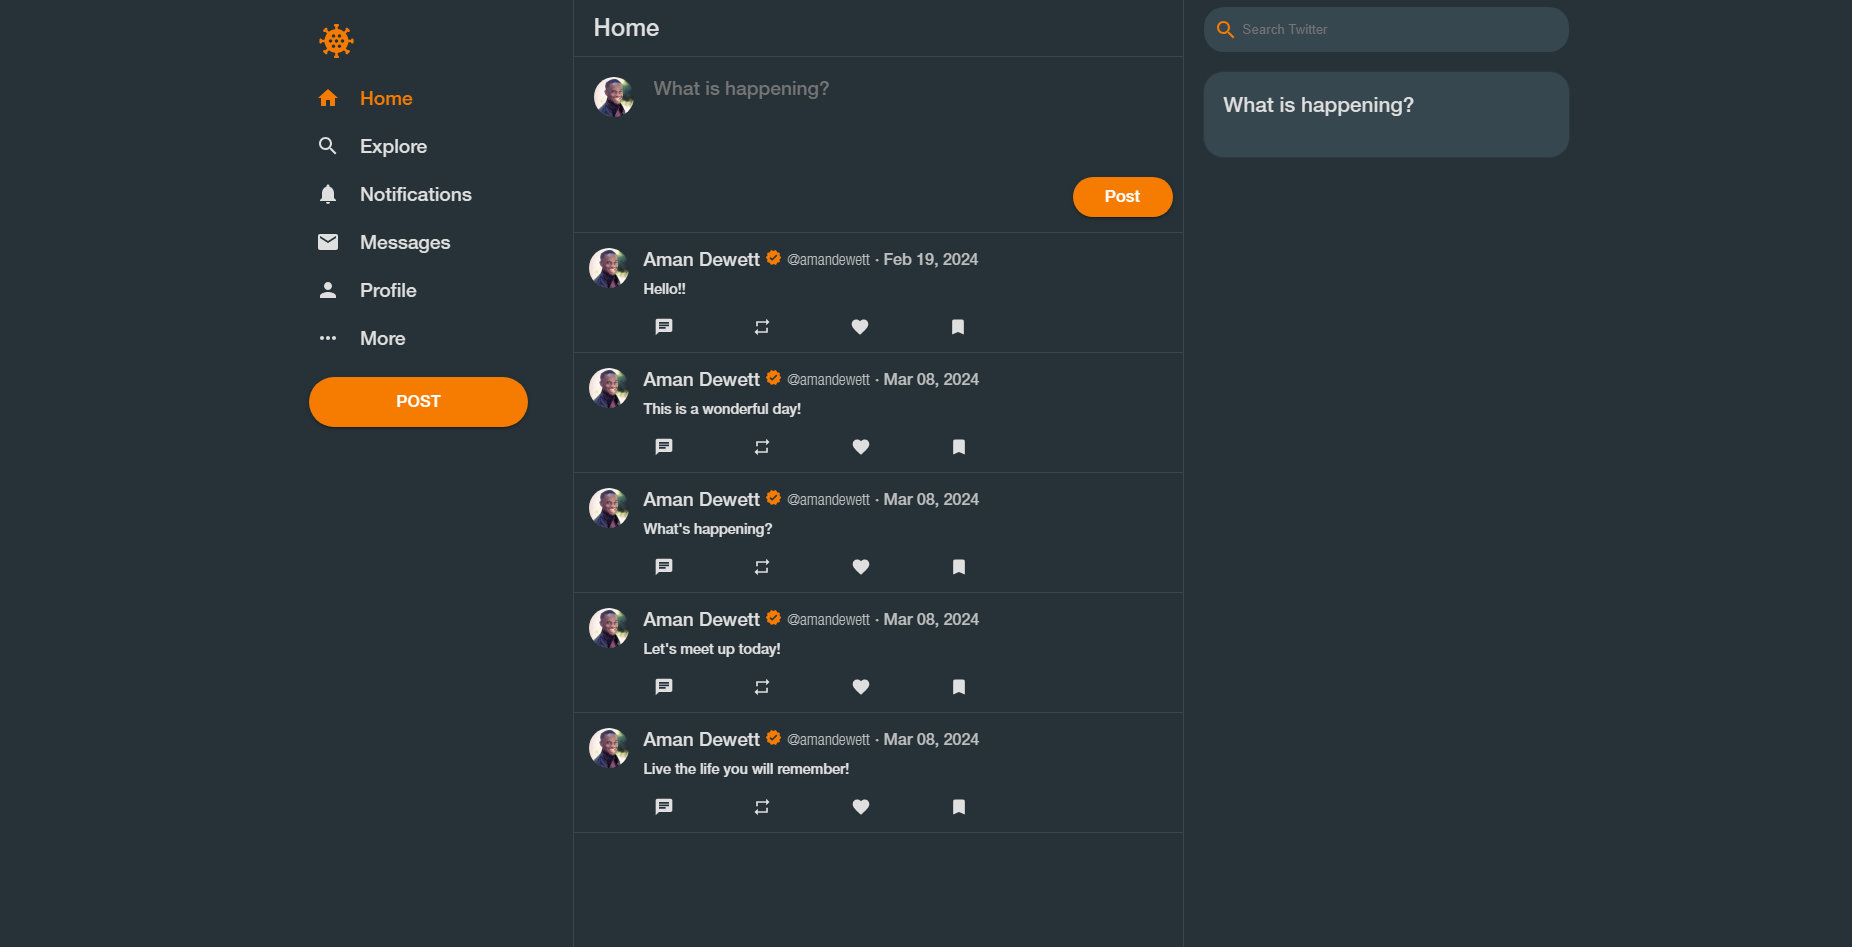 Home
Explore
Notifications
Messages
Profile
More
POST
Home
What is happening?
Post
Aman Dewett @amandewett · Feb 19, 2024
Hello!!
Aman Dewett @amandewett · Mar 08, 2024
This is a wonderful day!
Aman Dewett @amandewett · Mar 08, 2024
What's happening?
Aman Dewett @amandewett · Mar 08, 2024
Let's meet up today!
Aman Dewett @amandewett · Mar 08, 2024
Live the life you will remember!
Search Twitter
What is happening?